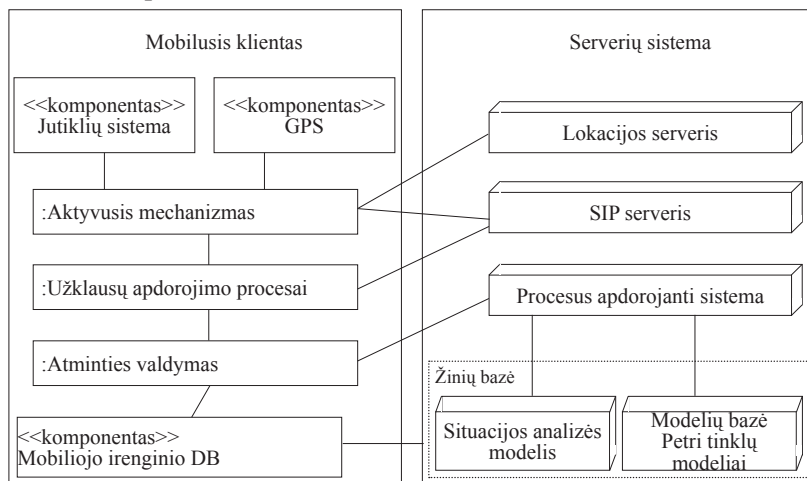 Mobilusis klientas
<<komponentas>>
Jutiklių sistema
<<komponentas>>
GPS
:Aktyvusis mechanizmas
:Užklausų apdorojimo procesai
:Atminties valdymas
<<komponentas>>
Mobiliojo irenginio DB
Serverių sistema
Lokacijos serveris
SIP serveris
Procesus apdorojanti sistema
Žinių bazė
Situacijos analizės
modelis
Modelių bazė
Petri tinklų
modeliai